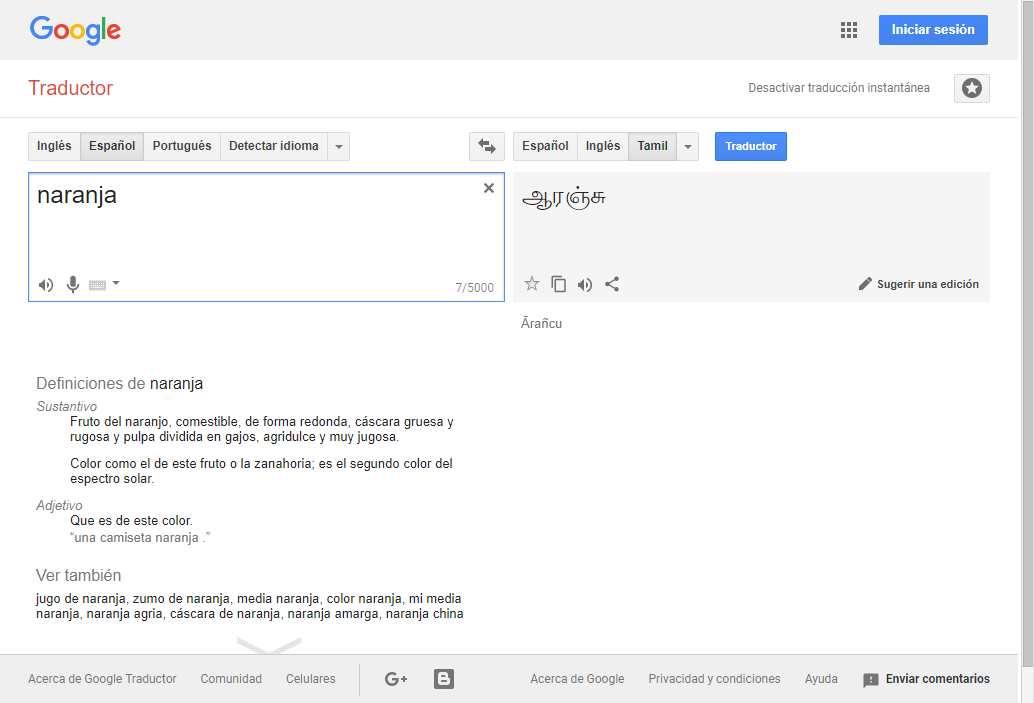 Google
Iniciar sesión
Traductor
Desactivar traducción instantánea
Inglés Español Portugués Detectar idioma
Español Inglés Tamil Traductor
naranja
ஆரஞ்சு
7/5000
Sugerir una edición
Ārañcu
Definiciones de naranja
Sustantivo
Fruto del naranjo, comestible, de forma redonda, cáscara gruesa y
rugosa y pulpa dividida en gajos, agridulce y muy jugosa.
Color como el de este fruto o la zanahoria; es el segundo color del
espectro solar.
Adjetivo
Que es de este color.
“una camiseta naranja .”
Ver también
jugo de naranja, zumo de naranja, media naranja, color naranja, mi media
naranja, naranja agria, cáscara de naranja, naranja amarga, naranja china
Acerca de Google Traductor Comunidad Celulares G+ B Acerca de Google Privacidad y condiciones Ayuda Enviar comentarios